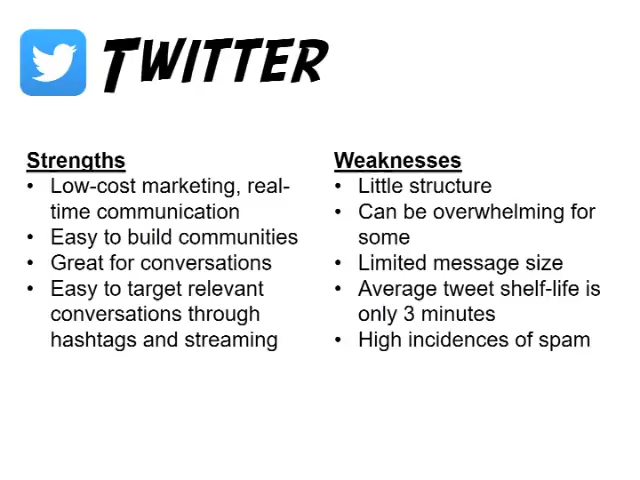 TWITTER
Strengths
• Low-cost marketing, real-
time communication
• Easy to build communities
• Great for conversations
• Easy to target relevant
conversations through
hashtags and streaming
Weaknesses
• Little structure
• Can be overwhelming for
some
• Limited message size
• Average tweet shelf-life is
only 3 minutes
• High incidences of spam